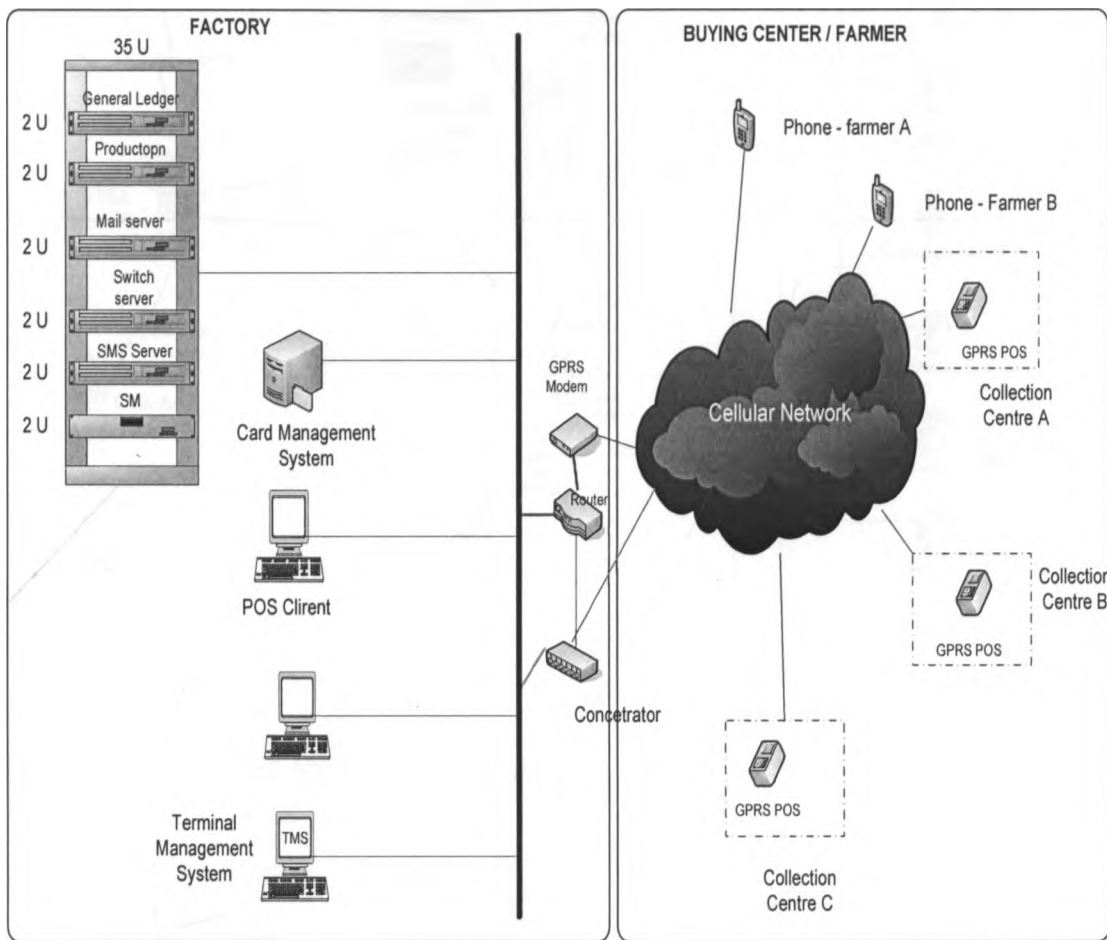 FACTORY
35 U
General Ledger
2 U
Productopn
2 U
Mail server
2 U
Switch
server
2 U
SMS Server
2 U
SM
2 U
Card Management
System
POS Clirent
Terminal
Management
System
TMS
GPRS
Modem
Router
Concetrator
BUYING CENTER / FARMER
Phone - farmer A
Phone - Farmer B
GPRS POS
Collection
Centre A
Cellular Network
GPRS POS
Collection
Centre B
GPRS POS
Collection
Centre C